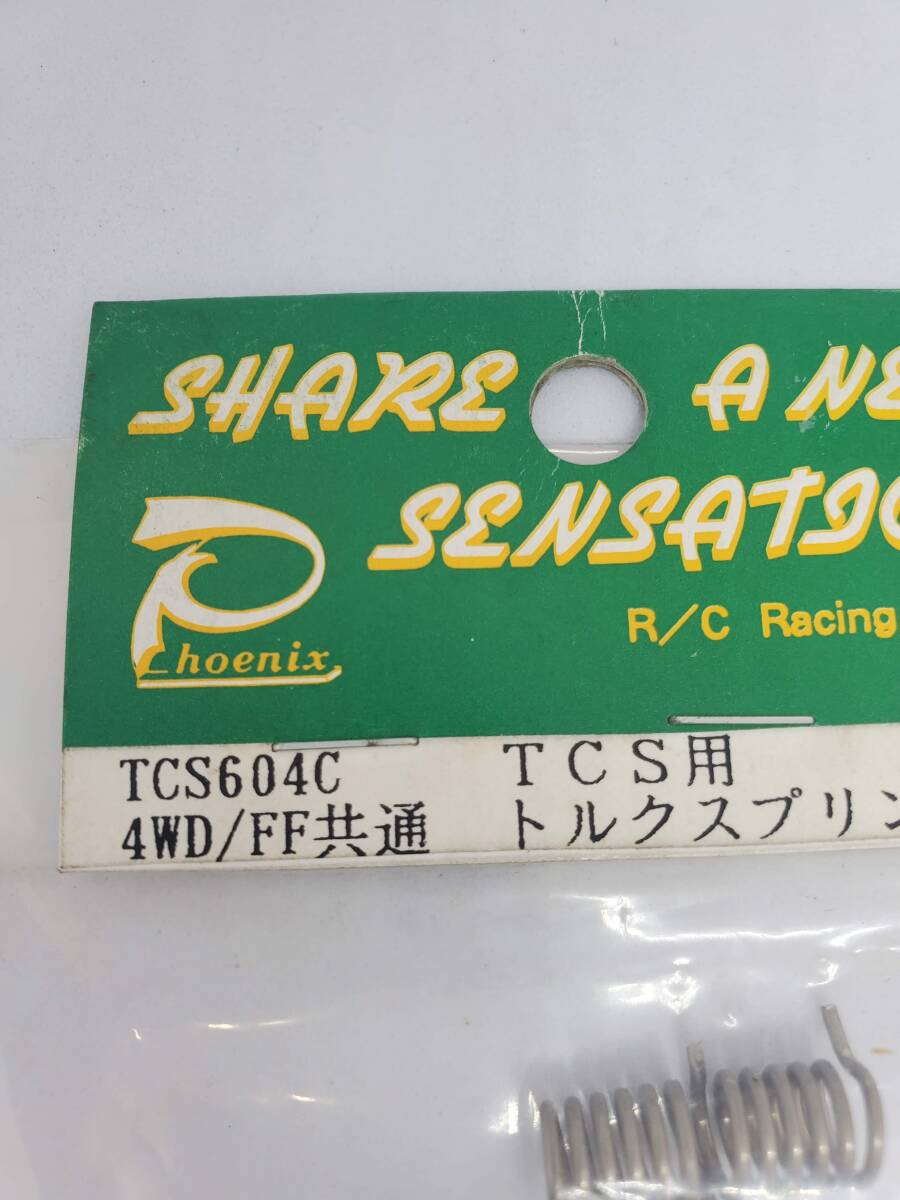 SHARE A NE
SENSATIO
Phoenix
R/C Racing
TCS604C TCS用
4WD/FF共通 トルクスプリン